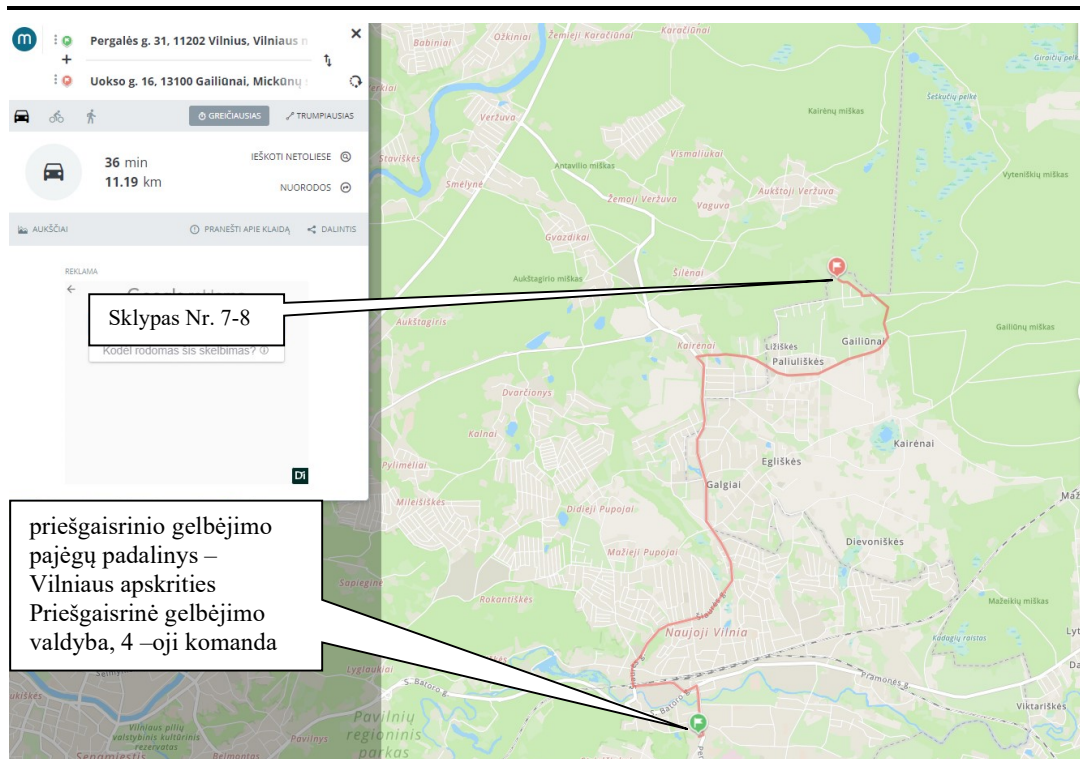 m
Pergalės g. 31, 11202 Vilnius, Vilniaus
Uokso g. 16, 13100 Gailiūnai, Mickūnų
GREIČIAUSIAS
TRUMPIAUSIAS
36 min
11.19 km
IEŠKOTI NETOLIESE
NUORODOS
AUKŠČIAI
PRANEŠTI APIE KLAIDĄ
DALINTIS
REKLAMA
Sklypas Nr. 7-8
Kodėl rodomas šis skelbimas?
Di
priešgaisrinio gelbėjimo
pajėgų padalinys –
Vilniaus apskrities
Priešgaisrinė gelbėjimo
valdyba, 4 –oji komanda
Babiniai
Ožkiniai
Žemieji Karačiūnai
Karačiūnai
Veržuva
Kairėnų miškas
Šeškučių pelkė
Staviškės
Antavilio miškas
Vismaliukai
Vyteniškių miškas
Smėlynė
Žemoji Veržuva
Vaguva
Aukštoji Veržuva
Gvazdikai
Aukštagirio miškas
Šilėnai
Aukštagiris
Kairėnai
Ližiškės
Paliuliškės
Gailiūnai
Gailiūnų miškas
Dvarčionys
Kalnai
Kairėnai
Pylimėliai
Egliškės
Galgiai
Mileišiškės
Didieji Pupojai
Dievoniškės
Mažieji Pupojai
Sapieginė
Rokantiškės
Šiaurės g.
Mažeikių miškas
Naujoji Vilnia
Kadagių raistas
Lyglaukiai
S. Batoro g.
S. Batoro g.
Pramonės g.
Viktariškės
Vilniaus pilių
valstybinis kultūrinis
rezervatas
Pavilnių
regioninis
parkas
Pavilnys
Senamiestis
Belmontas